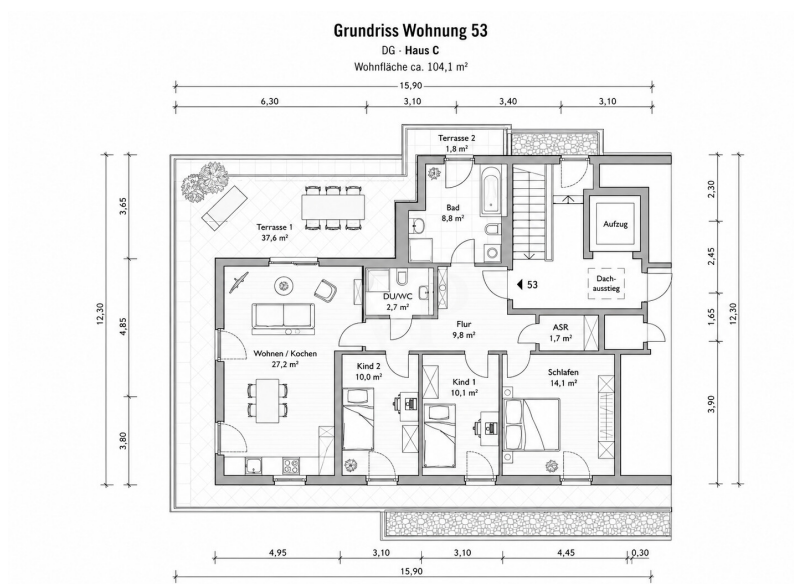 Grundriss Wohnung 53
DG - Haus C
Wohnfläche ca. 104,1 m²
15,90
6,30 3,10 3,40 3,10
Terrasse 2
1,8 m²
Bad
8,8 m²
Terrasse 1
37,6 m²
Aufzug
Dach-
ausstieg
53
DU/WC
2,7 m²
Flur
9,8 m²
ASR
1,7 m²
Wohnen / Kochen
27,2 m²
Kind 2
10,0 m²
Kind 1
10,1 m²
Schlafen
14,1 m²
12,30
3,65
4,85
3,80
2,30
2,45
1,65
3,90
12,30
4,95 3,10 3,10 4,45 0,30
15,90